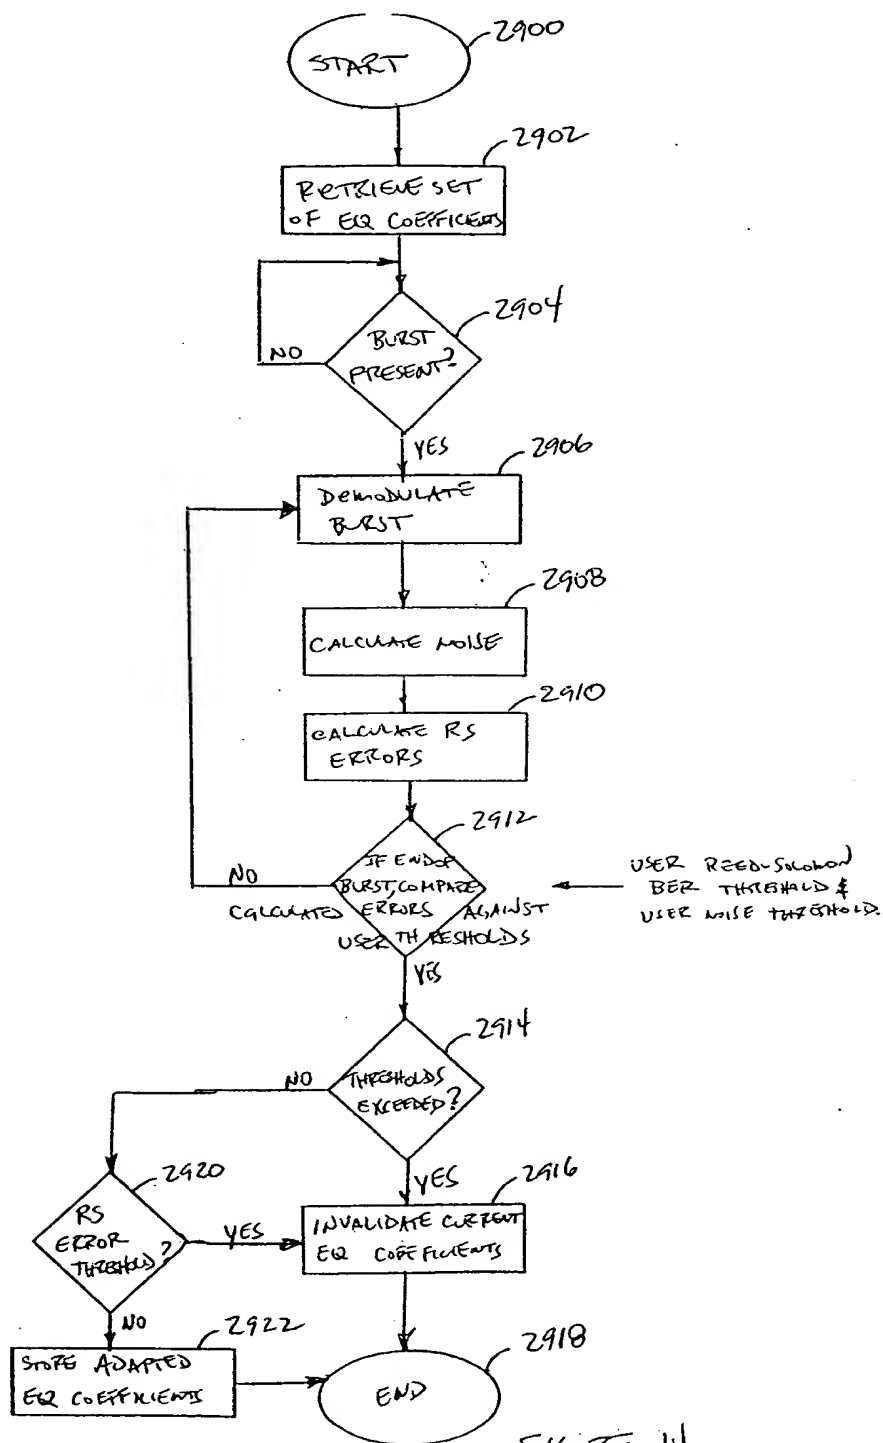 2900
START
2902
RETRIEVE SET
OF EQ COEFFICENTS
2904
BURST
PRESENT?
NO
YES
2906
DEMODULATE
BURST
2908
CALCULATE NOISE
2910
CALCULATE RS
ERRORS
2912
IF END OF
BURST, COMPARE
CALCULATED ERRORS AGAINST
USER THRESHOLDS
NO
USER REED-SOLOMON
BER THRESHOLD &
USER NOISE THRESHOLD.
YES
2914
THRESHOLDS
EXCEEDED?
NO
YES
2920
RS
ERROR
THRESHOLD?
YES
2916
INVALIDATE CURRENT
EQ COEFFICIENTS
NO
2922
STORE ADAPTED
EQ COEFFICIENTS
2918
END